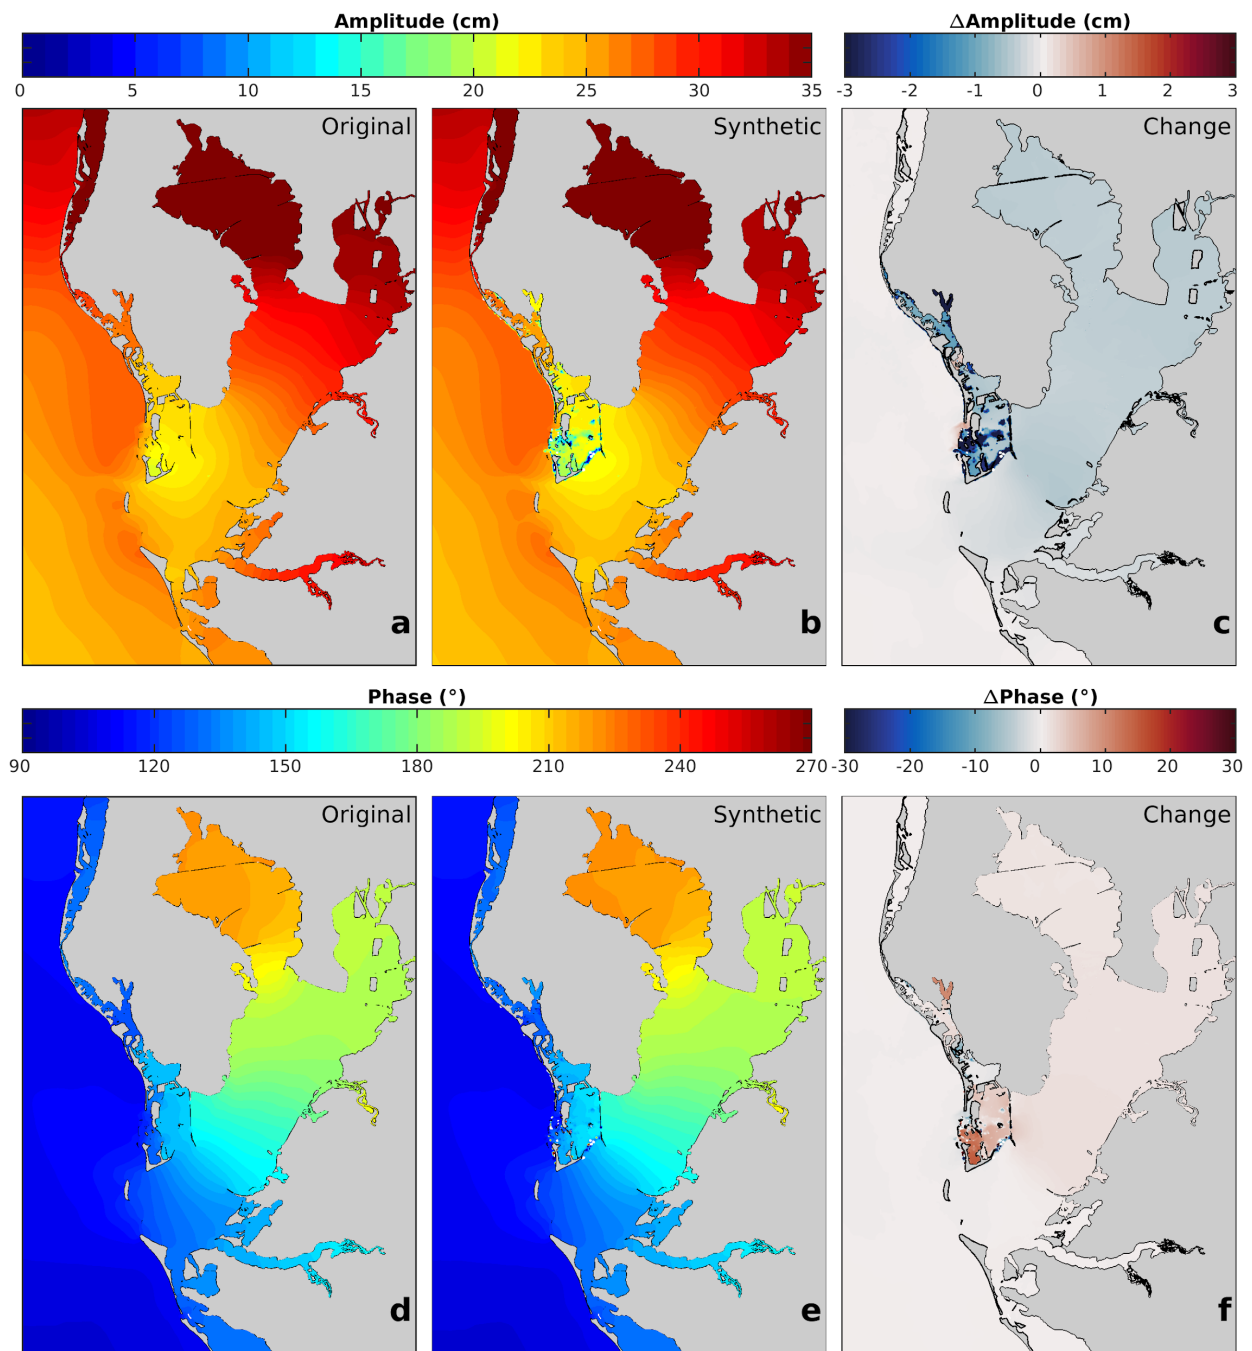 Amplitude (cm)
0 5 10 15 20 25 30 35
ΔAmplitude (cm)
-3 -2 -1 0 1 2 3
Original
a
Synthetic
b
Change
c
Phase (°)
90 120 150 180 210 240 270
ΔPhase (°)
-30 -20 -10 0 10 20 30
Original
d
Synthetic
e
Change
f